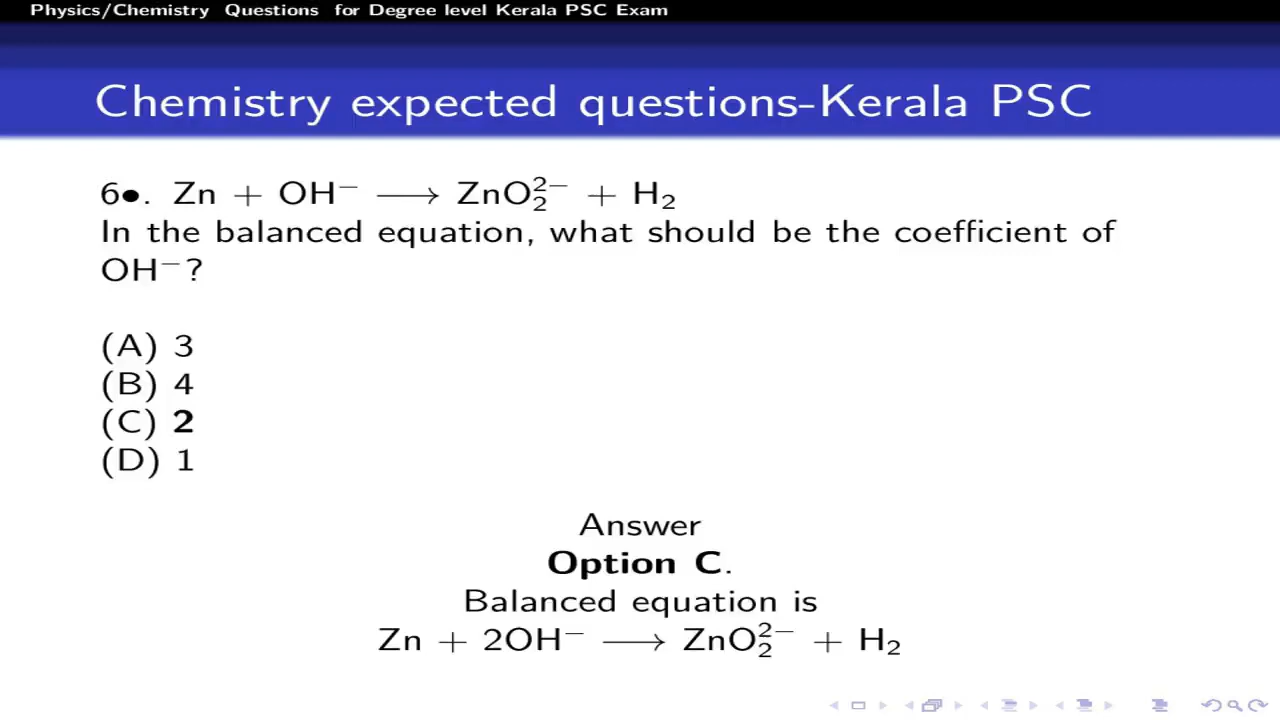 Physics/Chemistry Questions for Degree level Kerala PSC Exam
Chemistry expected questions-Kerala PSC
6•. Zn + OH⁻ ⟶ ZnO₂²⁻ + H₂
In the balanced equation, what should be the coefficient of
OH⁻?
(A) 3
(B) 4
(C) 2
(D) 1
Answer
Option C.
Balanced equation is
Zn + 2OH⁻ ⟶ ZnO₂²⁻ + H₂